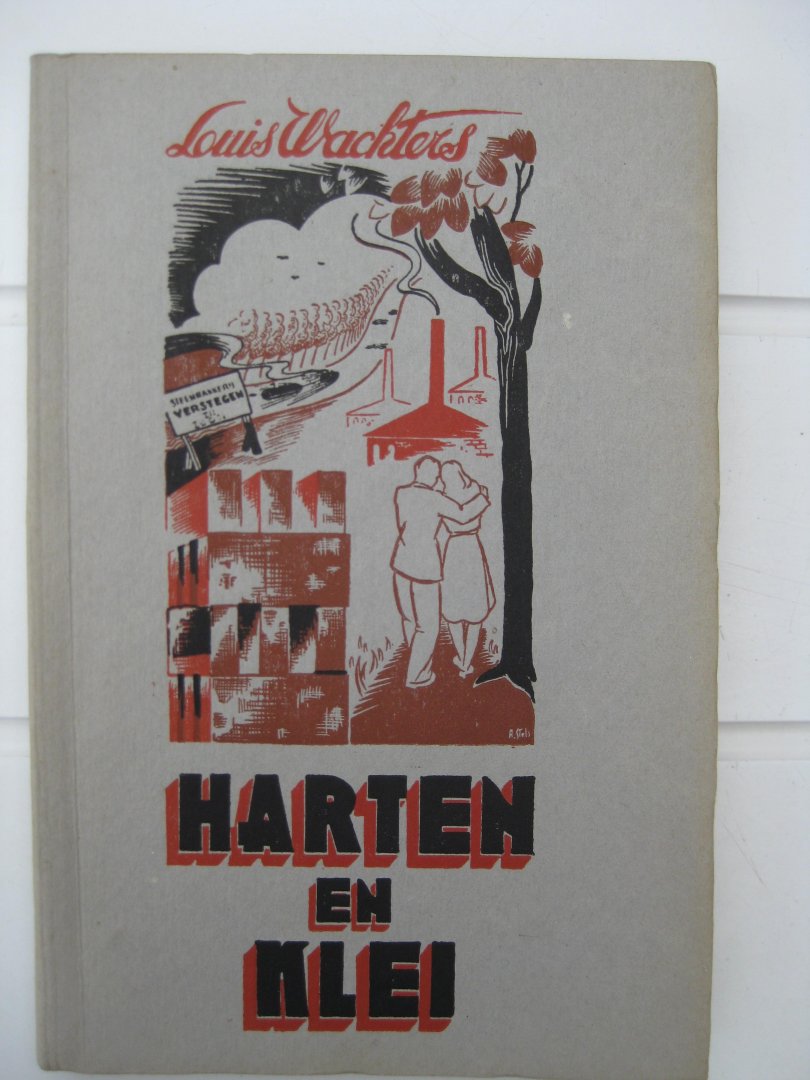 Louis Wachters
STEENBAKKERIJ
VERSTEGEN
HARTEN
EN
KLEI